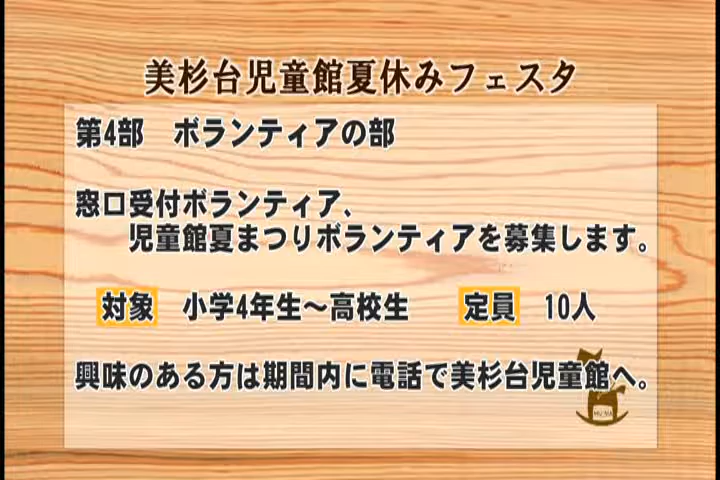 美杉台児童館夏休みフェスタ
第4部　ボランティアの部
窓口受付ボランティア、
児童館夏まつりボランティアを募集します。
対象　小学4年生～高校生　定員　10人
興味のある方は期間内に電話で美杉台児童館へ。